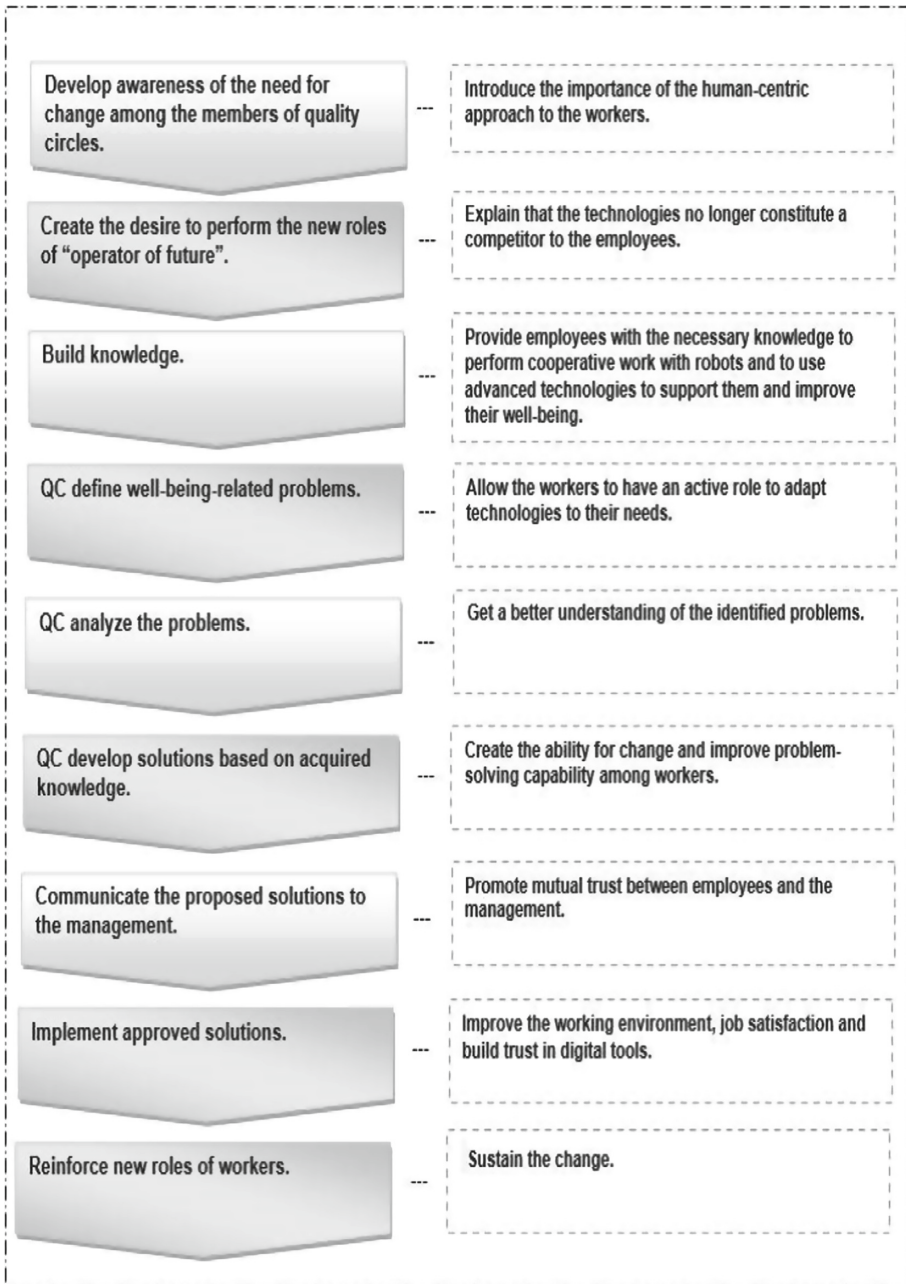 Develop awareness of the need for
change among the members of quality
circles.
---
Introduce the importance of the human-centric
approach to the workers.
Create the desire to perform the new roles
of “operator of future”.
---
Explain that the technologies no longer constitute a
competitor to the employees.
Build knowledge.
---
Provide employees with the necessary knowledge to
perform cooperative work with robots and to use
advanced technologies to support them and improve
their well-being.
QC define well-being-related problems.
---
Allow the workers to have an active role to adapt
technologies to their needs.
QC analyze the problems.
---
Get a better understanding of the identified problems.
QC develop solutions based on acquired
knowledge.
---
Create the ability for change and improve problem-
solving capability among workers.
Communicate the proposed solutions to
the management.
---
Promote mutual trust between employees and the
management.
Implement approved solutions.
---
Improve the working environment, job satisfaction and
build trust in digital tools.
Reinforce new roles of workers.
---
Sustain the change.